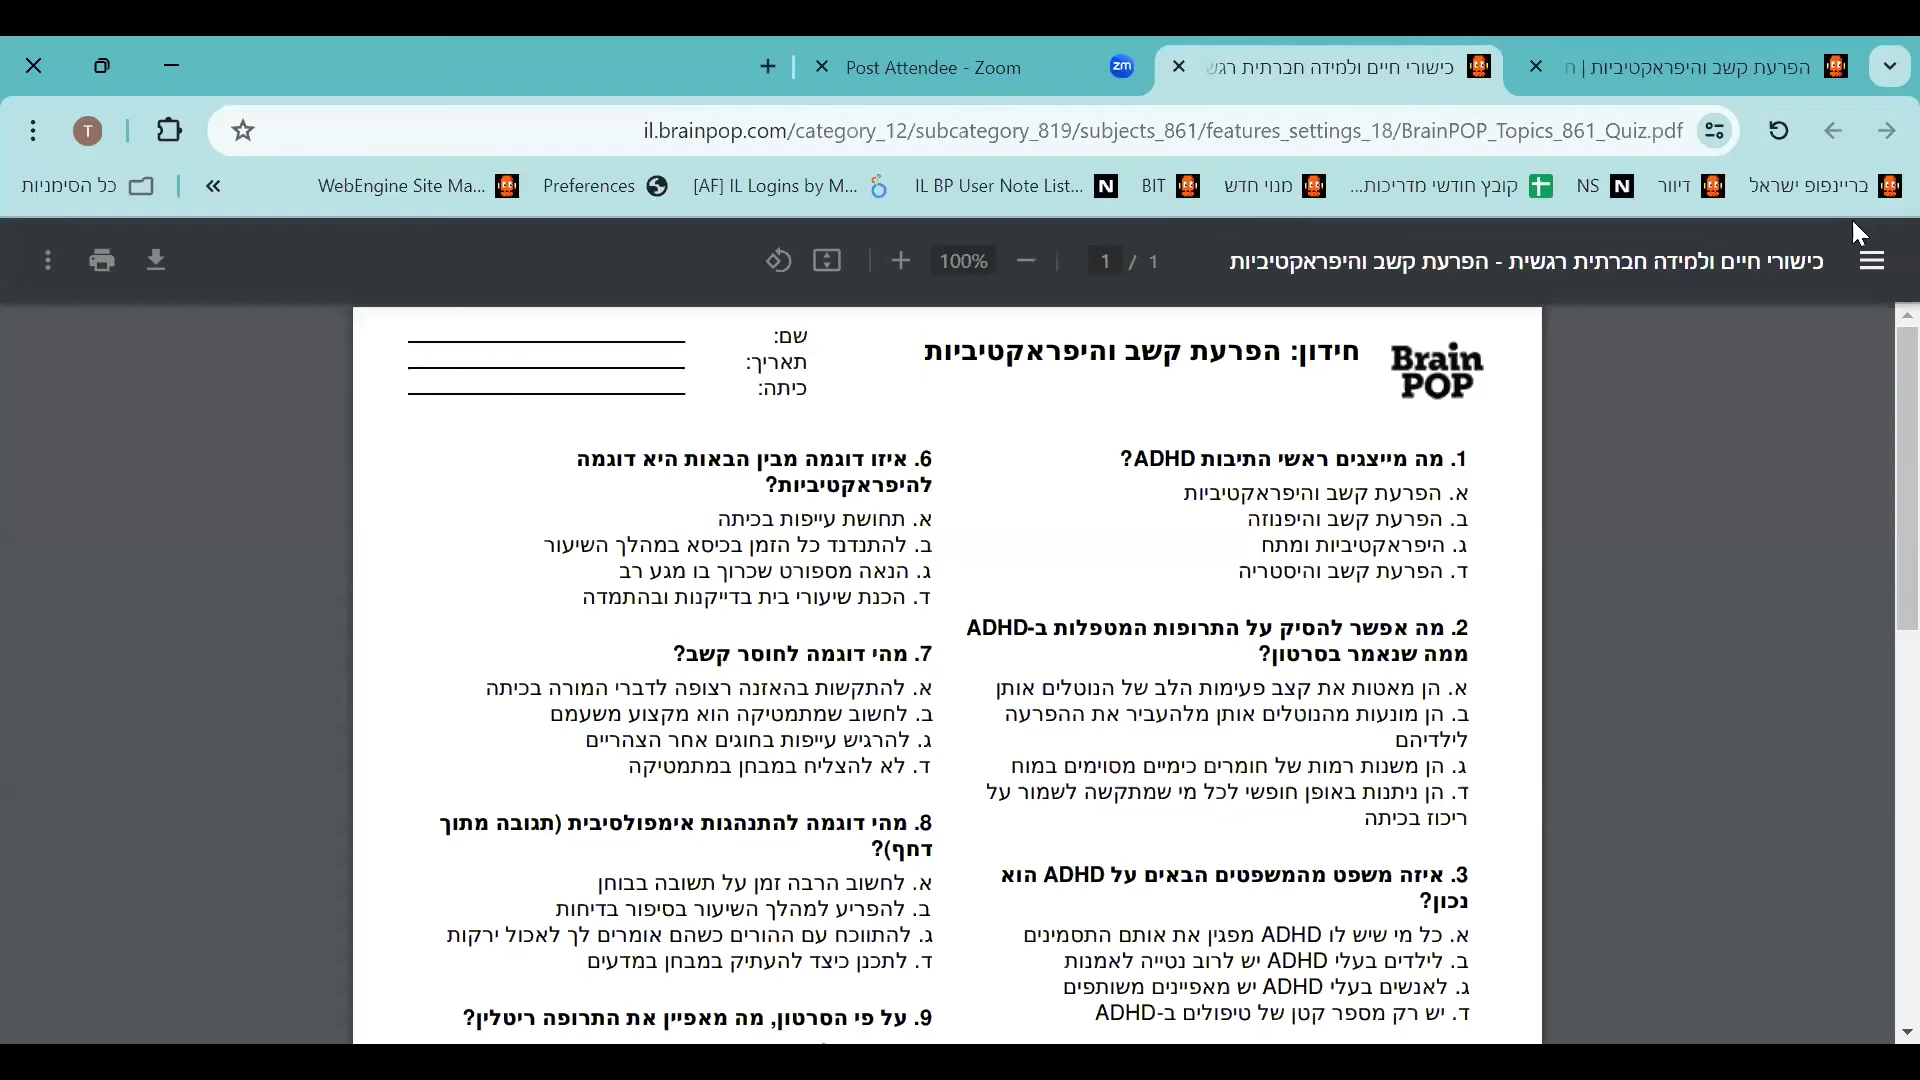 Post Attendee - Zoom
zm
כישורי חיים ולמידה חברתית רגש
הפרעת קשב והיפראקטיביות | ח
T
il.brainpop.com/category_12/subcategory_819/subjects_861/features_settings_18/BrainPOP_Topics_861_Quiz.pdf
בריינפופ ישראל
דיוור
NS
קובץ חודשי מדריכות...
מנוי חדש
BIT
IL BP User Note List...
[AF] IL Logins by M...
Preferences
WebEngine Site Ma...
כל הסימניות
כישורי חיים ולמידה חברתית רגשית - הפרעת קשב והיפראקטיביות
1 / 1
100%
Brain
POP
חידון: הפרעת קשב והיפראקטיביות
שם:
תאריך:
כיתה:
1. מה מייצגים ראשי התיבות ADHD?
א. הפרעת קשב והיפראקטיביות
ב. הפרעת קשב והיפנוזה
ג. היפראקטיביות ומתח
ד. הפרעת קשב והיסטריה
2. מה אפשר להסיק על התרופות המטפלות ב-ADHD
ממה שנאמר בסרטון?
א. הן מאטות את קצב פעימות הלב של הנוטלים אותן
ב. הן מונעות מהנוטלים אותן מלהעביר את ההפרעה
לילדיהם
ג. הן משנות רמות של חומרים כימיים מסוימים במוח
ד. הן ניתנות באופן חופשי לכל מי שמתקשה לשמור על
ריכוז בכיתה
3. איזה משפט מהמשפטים הבאים על ADHD הוא
נכון?
א. כל מי שיש לו ADHD מפגין את אותם התסמינים
ב. לילדים בעלי ADHD יש לרוב נטייה לאמנות
ג. לאנשים בעלי ADHD יש מאפיינים משותפים
ד. יש רק מספר קטן של טיפולים ב-ADHD
6. איזו דוגמה מבין הבאות היא דוגמה
להיפראקטיביות?
א. תחושת עייפות בכיתה
ב. להתנדנד כל הזמן בכיסא במהלך השיעור
ג. הנאה מספורט שכרוך בו מגע רב
ד. הכנת שיעורי בית בדייקנות ובהתמדה
7. מהי דוגמה לחוסר קשב?
א. להתקשות בהאזנה רצופה לדברי המורה בכיתה
ב. לחשוב שמתמטיקה הוא מקצוע משעמם
ג. להרגיש עייפות בחוגים אחר הצהריים
ד. לא להצליח במבחן במתמטיקה
8. מהי דוגמה להתנהגות אימפולסיבית (תגובה מתוך
דחף)?
א. לחשוב הרבה זמן על תשובה בבוחן
ב. להפריע למהלך השיעור בסיפור בדיחות
ג. להתווכח עם ההורים כשהם אומרים לך לאכול ירקות
ד. לתכנן כיצד להעתיק במבחן במדעים
9. על פי הסרטון, מה מאפיין את התרופה ריטלין?